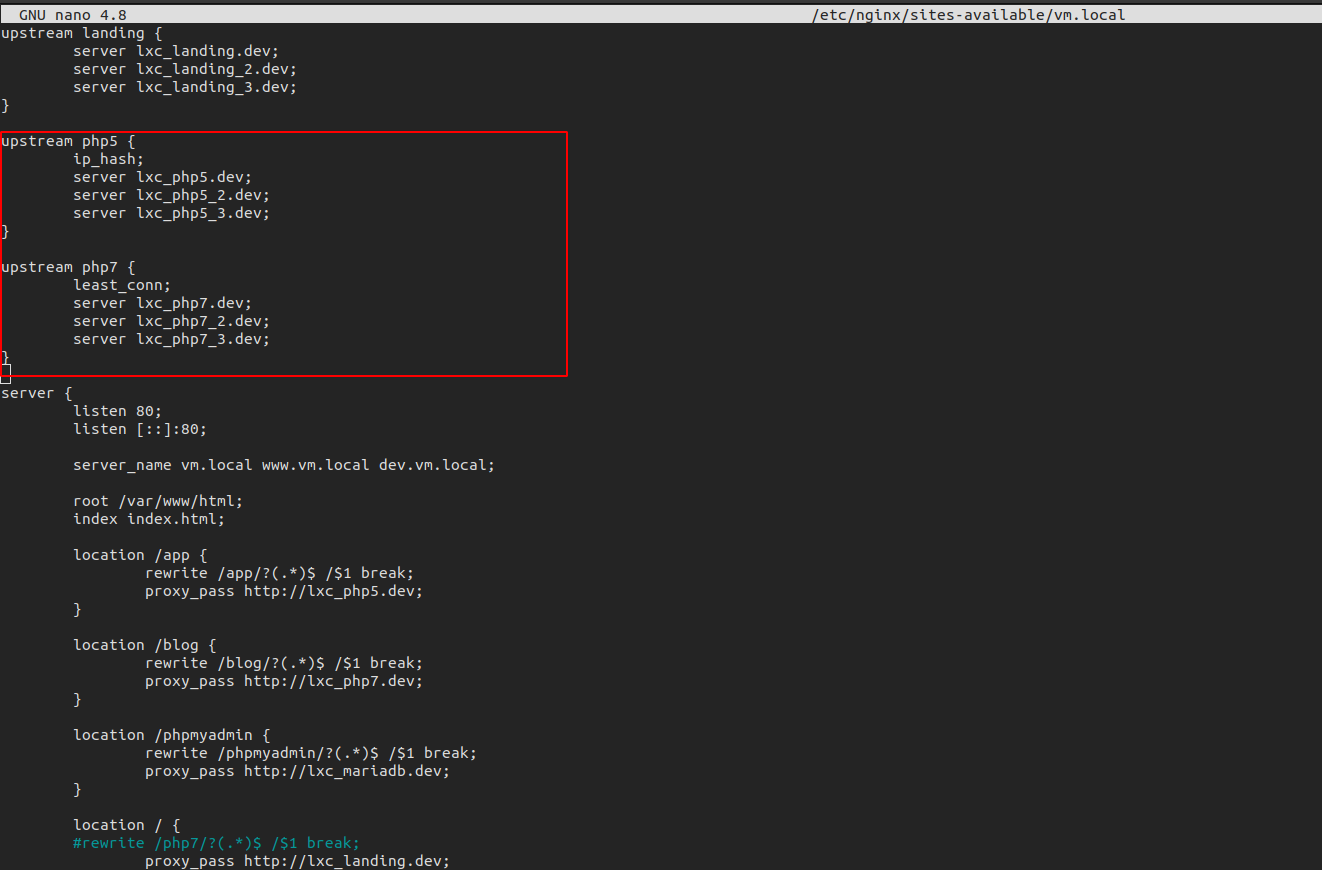 GNU nano 4.8 /etc/nginx/sites-available/vm.local
upstream landing {
server lxc_landing.dev;
server lxc_landing_2.dev;
server lxc_landing_3.dev;
}
upstream php5 {
ip_hash;
server lxc_php5.dev;
server lxc_php5_2.dev;
server lxc_php5_3.dev;
}
upstream php7 {
least_conn;
server lxc_php7.dev;
server lxc_php7_2.dev;
server lxc_php7_3.dev;
}
server {
listen 80;
listen [::]:80;
server_name vm.local www.vm.local dev.vm.local;
root /var/www/html;
index index.html;
location /app {
rewrite /app/?(.*)$ /$1 break;
proxy_pass http://lxc_php5.dev;
}
location /blog {
rewrite /blog/?(.*)$ /$1 break;
proxy_pass http://lxc_php7.dev;
}
location /phpmyadmin {
rewrite /phpmyadmin/?(.*)$ /$1 break;
proxy_pass http://lxc_mariadb.dev;
}
location / {
#rewrite /php7/?(.*)$ /$1 break;
proxy_pass http://lxc_landing.dev;